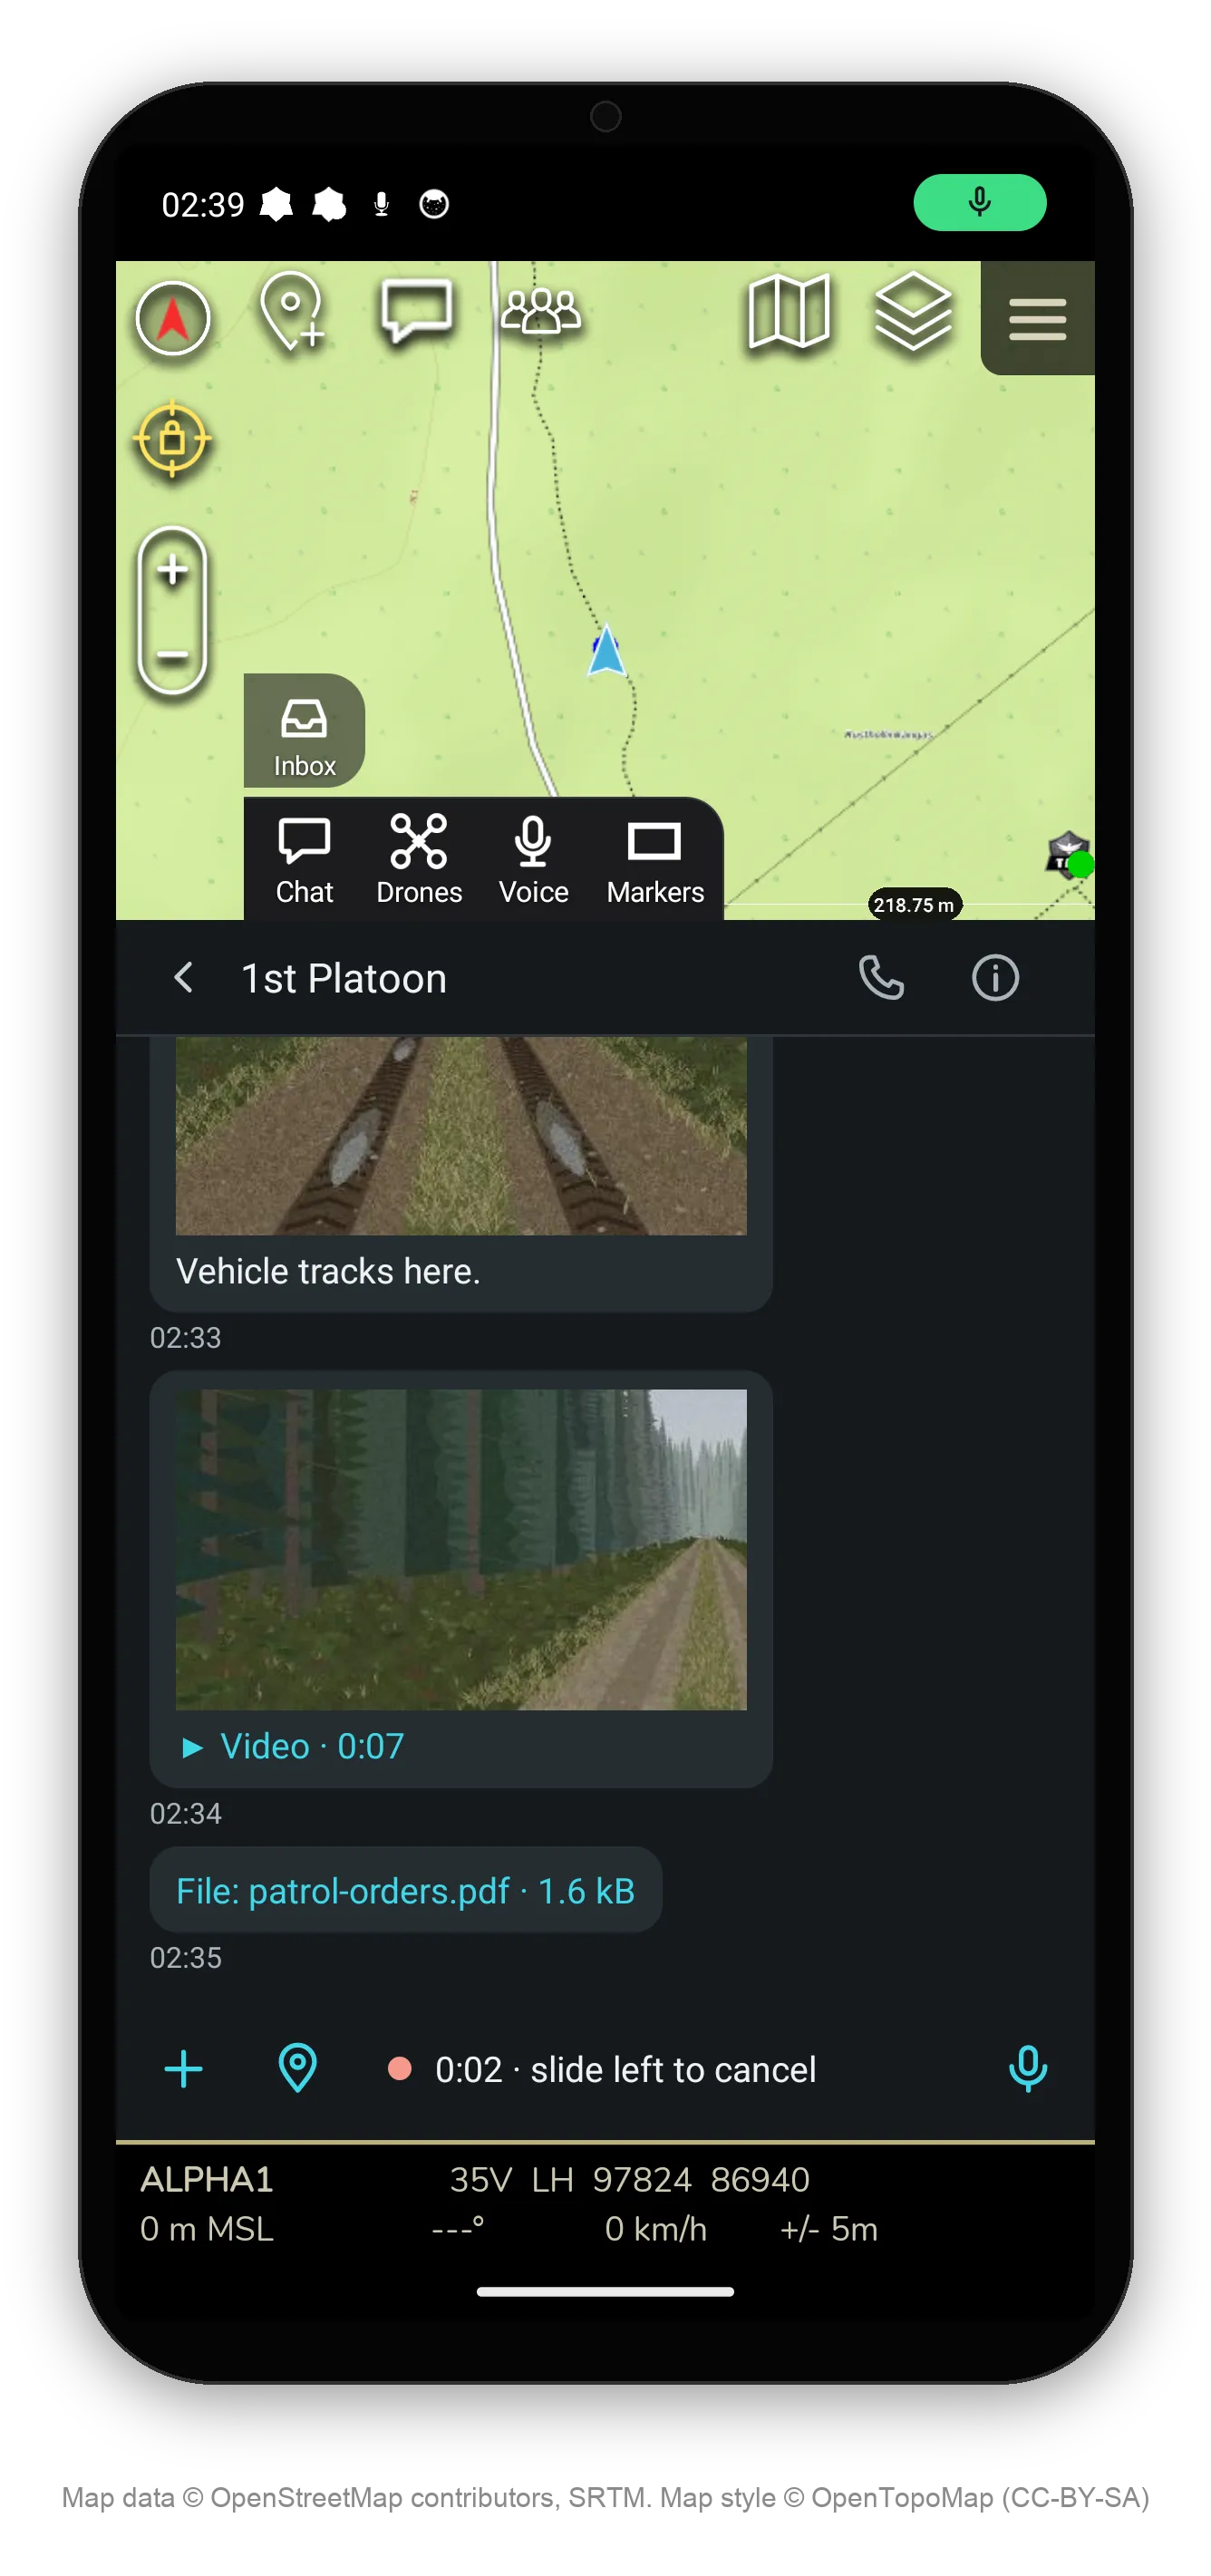 02:39
Inbox
Chat Drones Voice Markers
218.75 m
1st Platoon
Vehicle tracks here.
02:33
► Video · 0:07
02:34
File: patrol-orders.pdf · 1.6 kB
02:35
0:02 · slide left to cancel
ALPHA1 35V LH 97824 86940
0 m MSL ---° 0 km/h +/- 5m
Map data © OpenStreetMap contributors, SRTM. Map style © OpenTopoMap (CC-BY-SA)